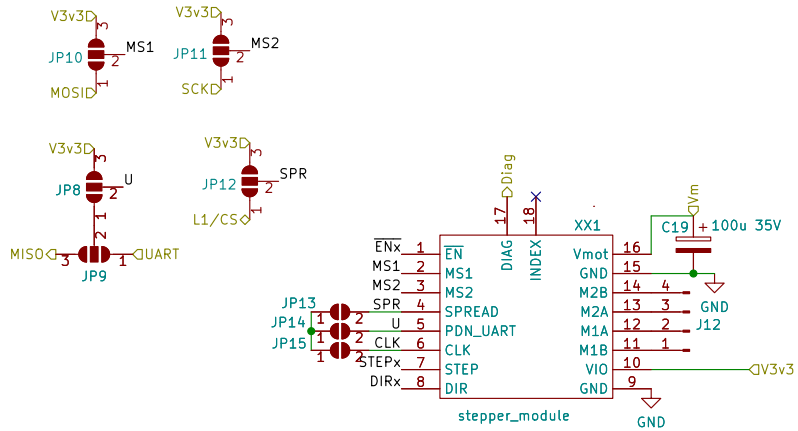 V3v3
3
JP10
MS1
2
1
MOSI
V3v3
3
JP11
MS2
2
1
SCK
V3v3
3
JP8
U
2
1
2
MISO
3
JP9
1
UART
V3v3
3
JP12
SPR
2
1
L1/CS
Diag
17
18
DIAG
INDEX
XX1
Vm
C19
+
100u 35V
ENx
1
EN
MS1
2
MS1
MS2
3
MS2
JP13
1
2
SPR
4
SPREAD
JP14
1
2
U
5
PDN_UART
JP15
1
2
CLK
6
CLK
STEPx
7
STEP
DIRx
8
DIR
Vmot
16
GND
15
GND
M2B
14
4
M2A
13
3
J12
M1A
12
2
M1B
11
1
VIO
10
V3v3
GND
9
GND
stepper_module